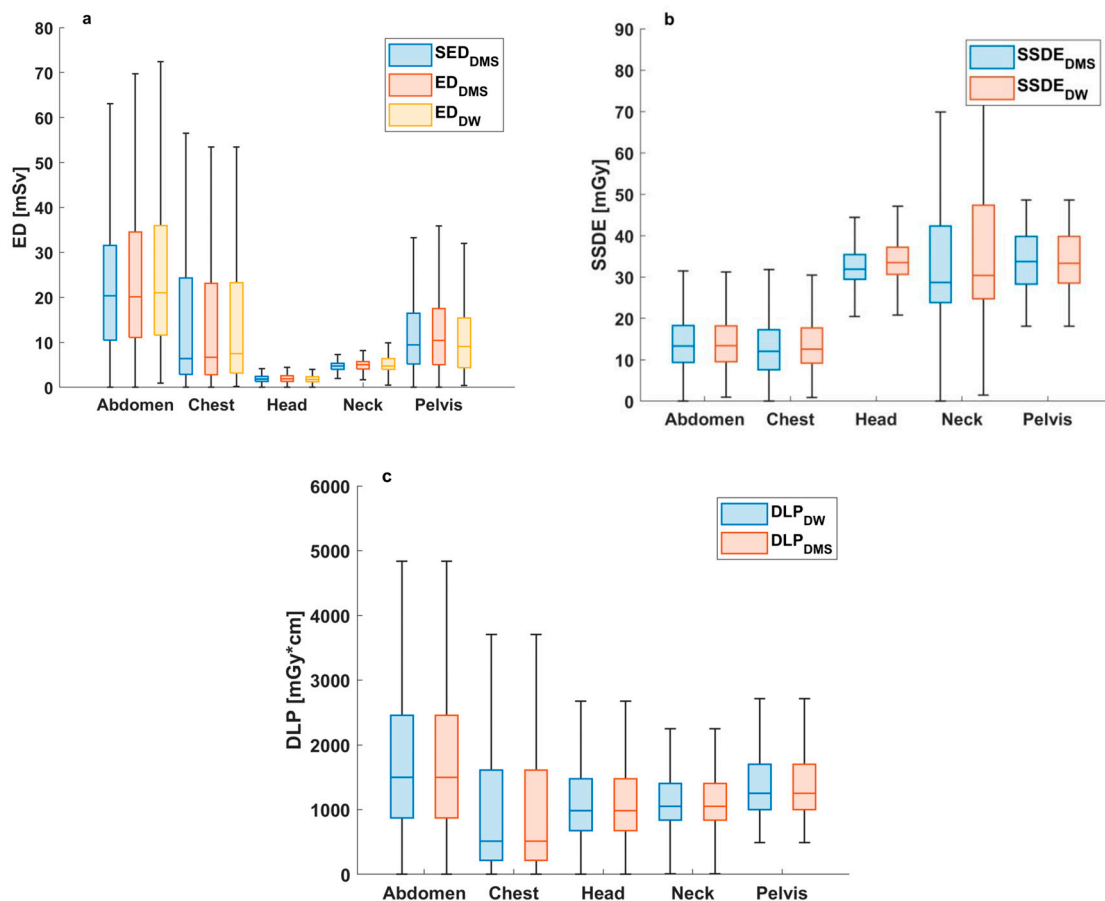 a
80
70
60
50
40
30
20
10
0
ED [mSv]
SED_DMS
ED_DMS
ED_DW
Abdomen Chest Head Neck Pelvis
b
90
80
70
60
50
40
30
20
10
0
SSDE [mGy]
SSDE_DMS
SSDE_DW
Abdomen Chest Head Neck Pelvis
c
6000
5000
4000
3000
2000
1000
0
DLP [mGy*cm]
DLP_DW
DLP_DMS
Abdomen Chest Head Neck Pelvis